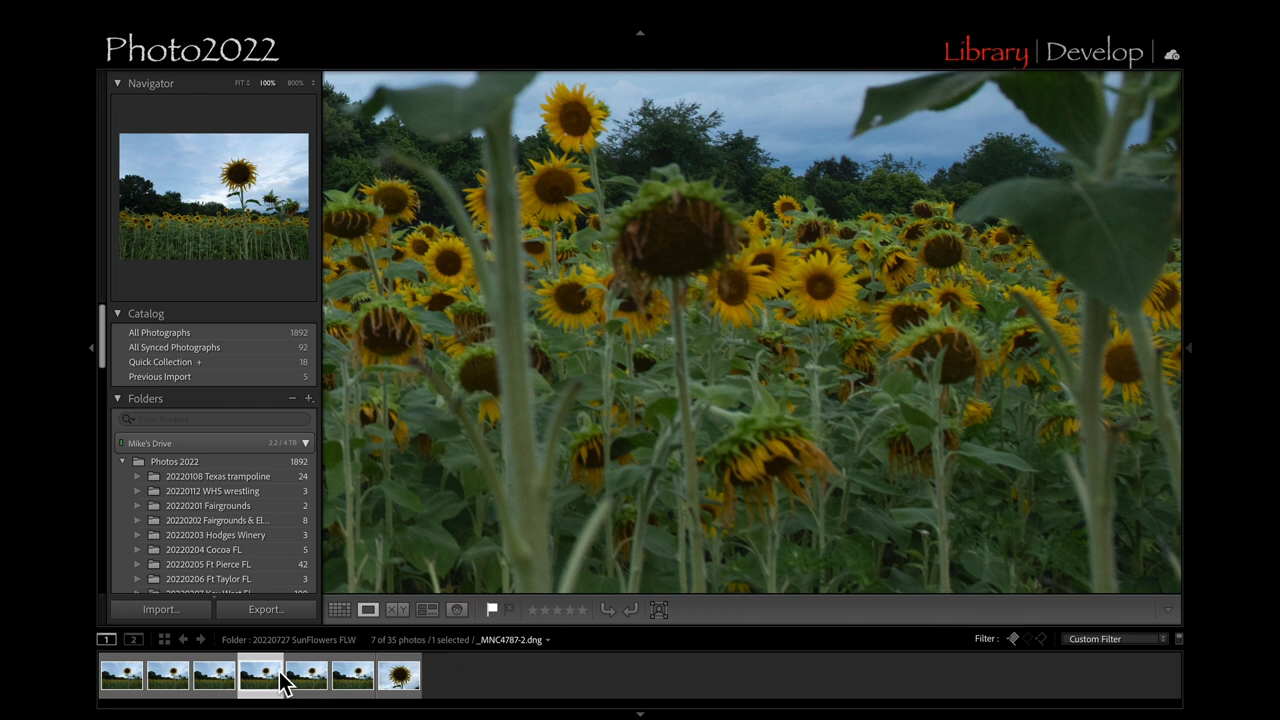 Photo2022
Library | Develop
Navigator FIT 100% 800%
Catalog
All Photographs 1892
All Synced Photographs 92
Quick Collection + 18
Previous Import 5
Folders − +
Filter Folders
Mike's Drive 2.2 / 4 TB
Photos 2022 1892
20220108 Texas trampoline 24
20220112 WHS wrestling 3
20220201 Fairgrounds 2
20220202 Fairgrounds & El... 8
20220203 Hodges Winery 3
20220204 Cocoa FL 5
20220205 Ft Pierce FL 42
20220206 Ft Taylor FL 3
Import... Export...
X Y
1 2 Folder : 20220727 SunFlowers FLW 7 of 35 photos / 1 selected / _MNC4787-2.dng Filter : Custom Filter